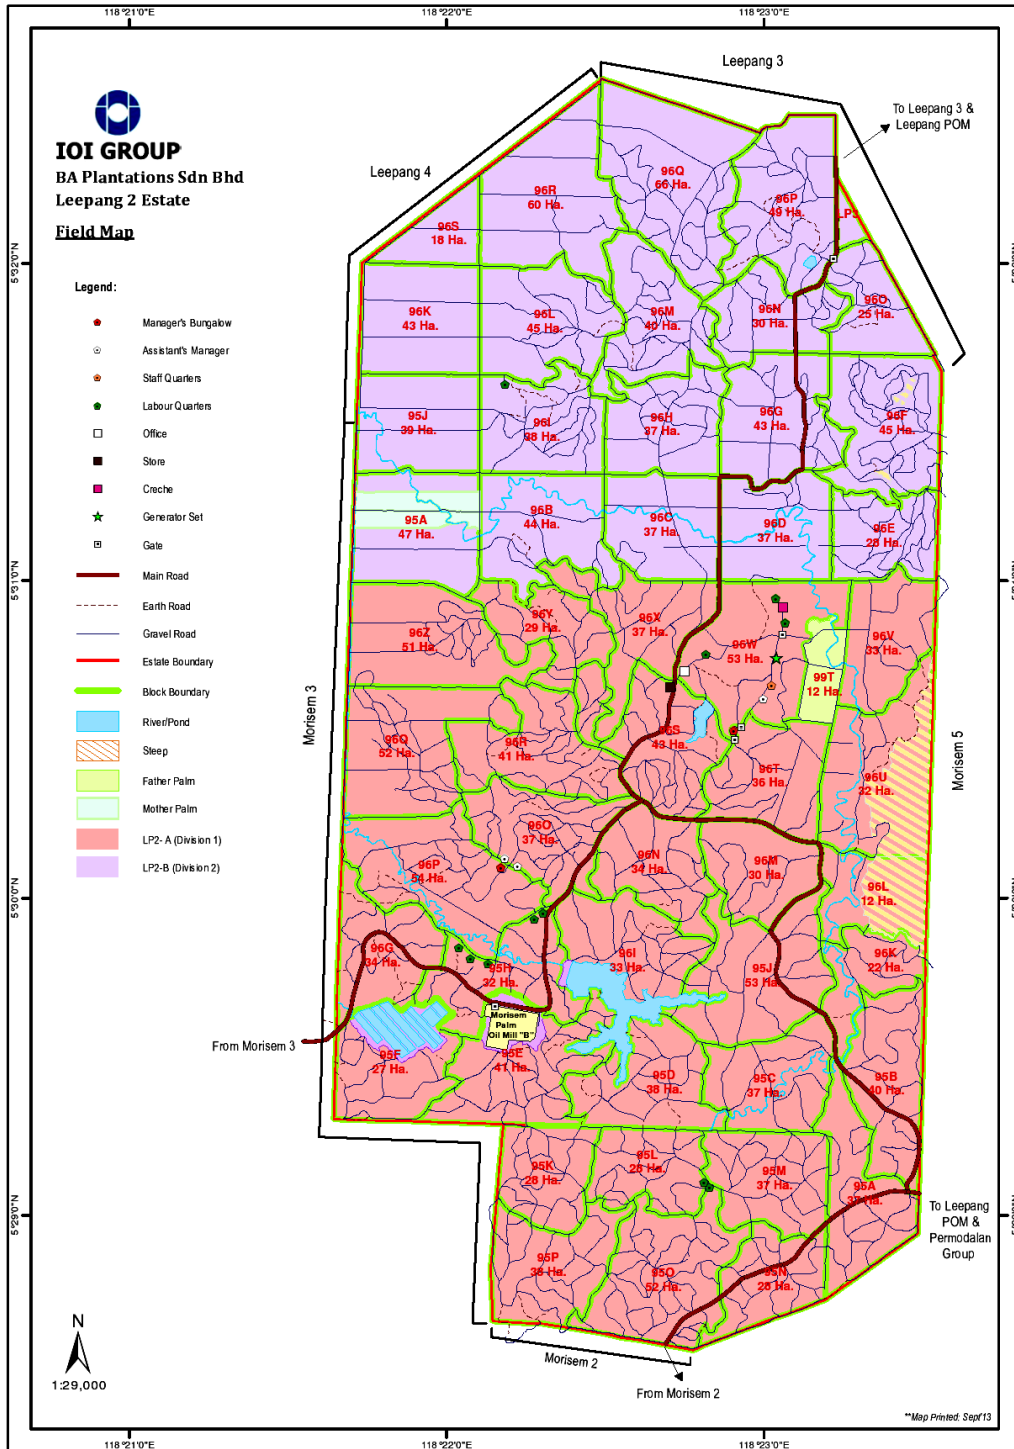 118°21'0"E
118°22'0"E
118°23'0"E
Leepang 3
To Leepang 3 &
Leepang POM
IOI GROUP
BA Plantations Sdn Bhd
Leepang 2 Estate
Field Map
Leepang 4
Legend:
Manager's Bungalow
Assistant's Manager
Staff Quarters
Labour Quarters
Office
Store
Creche
Generator Set
Gate
Main Road
Earth Road
Gravel Road
Estate Boundary
Block Boundary
River/Pond
Steep
Father Palm
Mother Palm
LP2- A (Division 1)
LP2-B (Division 2)
5°32'0"N
5°31'0"N
5°30'0"N
5°29'0"N
96Q
66 Ha.
96R
60 Ha.
96P
49 Ha.
LP3
96S
18 Ha.
96K
43 Ha.
96L
45 Ha.
96M
40 Ha.
96N
30 Ha.
96O
25 Ha.
95J
39 Ha.
96I
38 Ha.
96H
37 Ha.
96G
43 Ha.
96F
45 Ha.
95A
47 Ha.
96B
44 Ha.
96C
37 Ha.
96D
37 Ha.
96E
28 Ha.
96Z
51 Ha.
96Y
29 Ha.
96X
37 Ha.
96W
53 Ha.
96V
33 Ha.
99T
12 Ha.
96Q
52 Ha.
96R
41 Ha.
96S
43 Ha.
96T
36 Ha.
96U
32 Ha.
Morisem 3
Morisem 5
96P
54 Ha.
96O
37 Ha.
96N
34 Ha.
96M
30 Ha.
96L
12 Ha.
96G
34 Ha.
95H
32 Ha.
96I
33 Ha.
95J
53 Ha.
96K
22 Ha.
Morisem
Palm
Oil Mill "B"
From Morisem 3
95F
27 Ha.
95E
41 Ha.
95D
38 Ha.
95C
37 Ha.
95B
40 Ha.
95K
28 Ha.
95L
28 Ha.
95M
37 Ha.
95A
To Leepang
POM &
Permodalan
Group
95P
38 Ha.
95O
52 Ha.
95N
28 Ha.
N
1:29,000
Morisem 2
From Morisem 2
**Map Printed: Sept'13
118°21'0"E
118°22'0"E
118°23'0"E